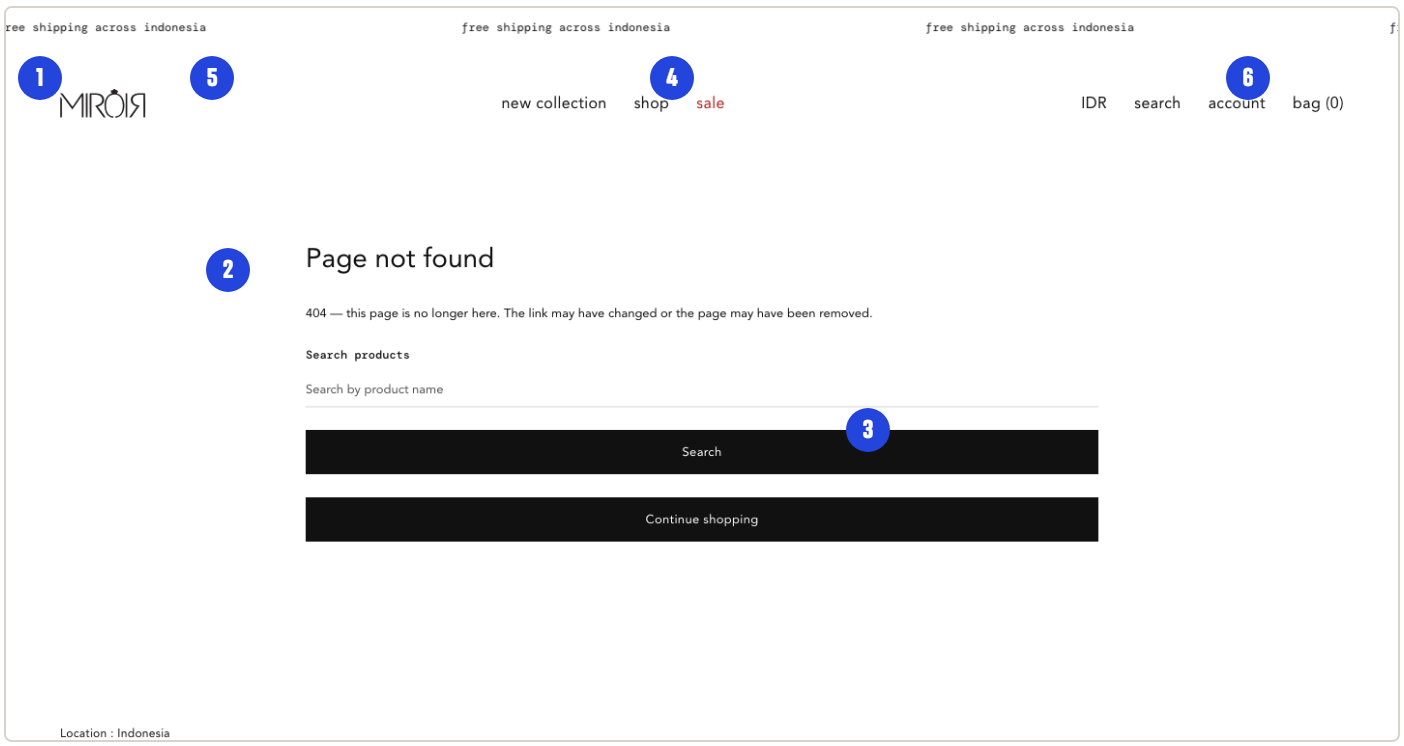 ree shipping across indonesia free shipping across indonesia free shipping across indonesia f
1 5 4 6
MIROIR new collection shop sale IDR search account bag (0)
2 Page not found
404 — this page is no longer here. The link may have changed or the page may have been removed.
Search products
Search by product name
3
Search
Continue shopping
Location : Indonesia